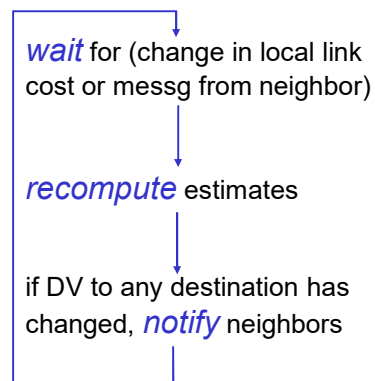 wait for (change in local link
cost or messg from neighbor)
recompute estimates
if DV to any destination has
changed, notify neighbors